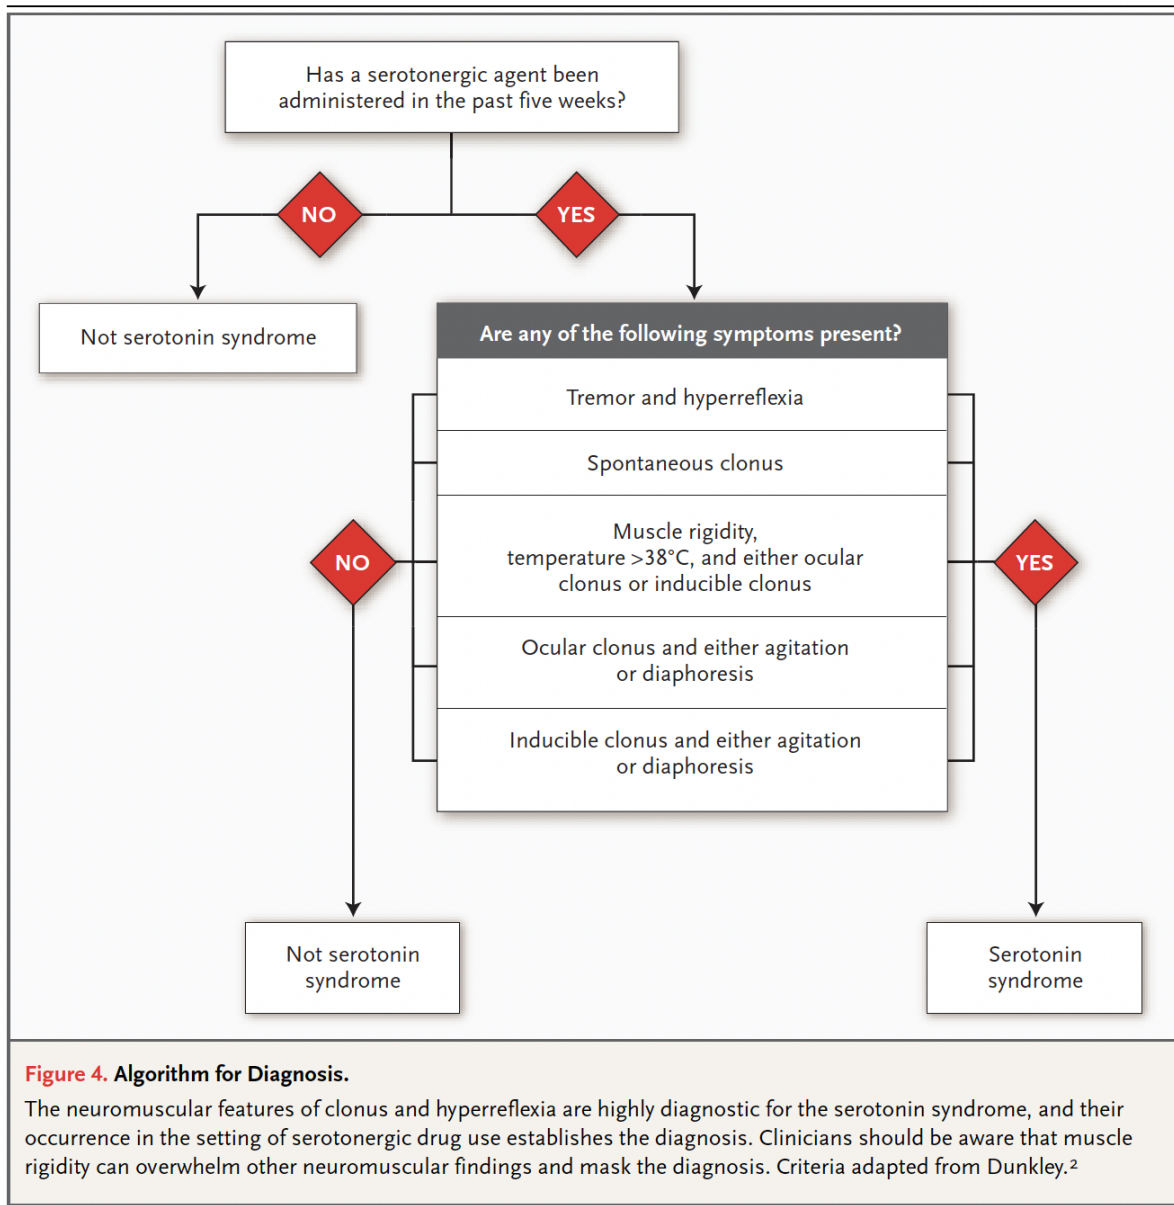 Has a serotonergic agent been
administered in the past five weeks?
NO
YES
Not serotonin syndrome
Are any of the following symptoms present?
Tremor and hyperreflexia
Spontaneous clonus
Muscle rigidity,
temperature >38°C, and either ocular
clonus or inducible clonus
NO
YES
Ocular clonus and either agitation
or diaphoresis
Inducible clonus and either agitation
or diaphoresis
Not serotonin
syndrome
Serotonin
syndrome
Figure 4. Algorithm for Diagnosis.
The neuromuscular features of clonus and hyperreflexia are highly diagnostic for the serotonin syndrome, and their
occurrence in the setting of serotonergic drug use establishes the diagnosis. Clinicians should be aware that muscle
rigidity can overwhelm other neuromuscular findings and mask the diagnosis. Criteria adapted from Dunkley.²